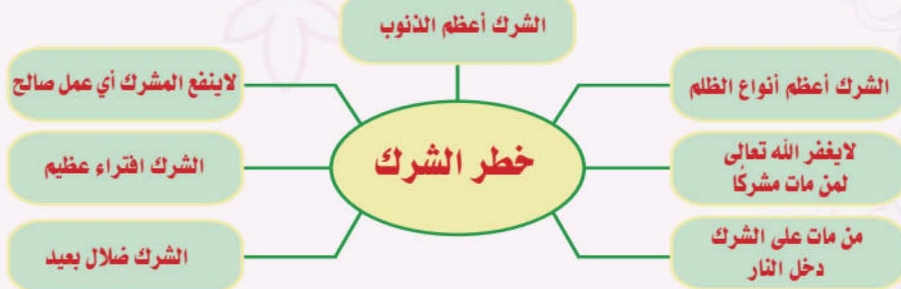 الشرك أعظم الذنوب
الشرك أعظم أنواع الظلم
لاينفع المشرك أي عمل صالح
خطر الشرك
لايغفر الله تعالى
لمن مات مشركًا
الشرك افتراء عظيم
من مات على الشرك
دخل النار
الشرك ضلال بعيد